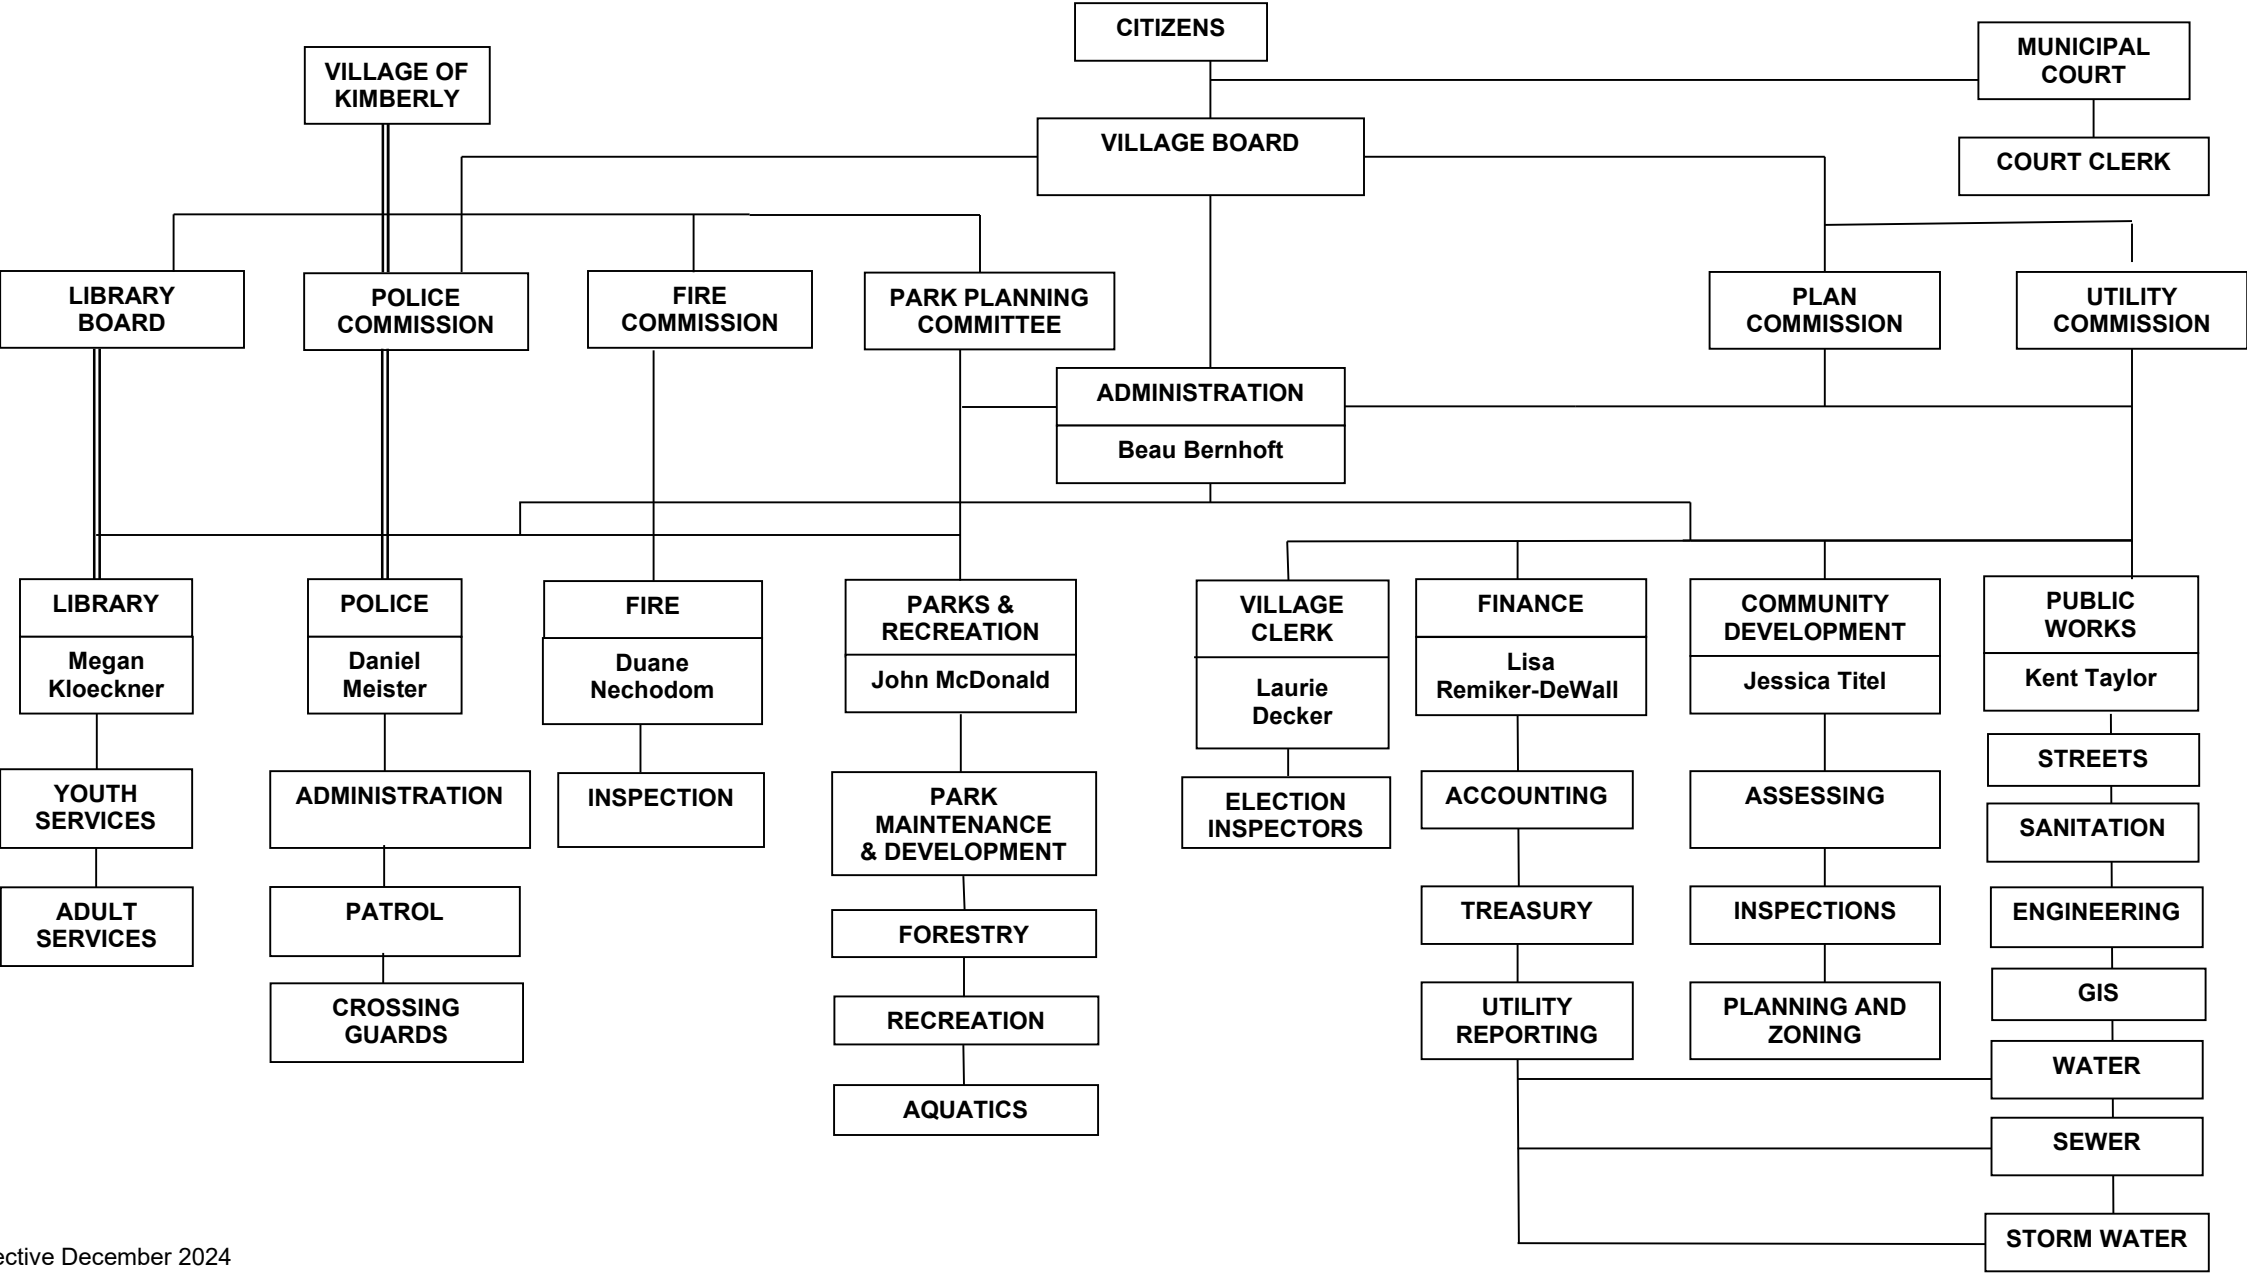 CITIZENS
MUNICIPAL
COURT
VILLAGE OF
KIMBERLY
VILLAGE BOARD
COURT CLERK
LIBRARY
BOARD
POLICE
COMMISSION
FIRE
COMMISSION
PARK PLANNING
COMMITTEE
PLAN
COMMISSION
UTILITY
COMMISSION
ADMINISTRATION
Beau Bernhoft
LIBRARY
Megan
Kloeckner
POLICE
Daniel
Meister
FIRE
Duane
Nechodom
PARKS &
RECREATION
John McDonald
VILLAGE
CLERK
Laurie
Decker
FINANCE
Lisa
Remiker-DeWall
COMMUNITY
DEVELOPMENT
Jessica Titel
PUBLIC
WORKS
Kent Taylor
YOUTH
SERVICES
ADULT
SERVICES
ADMINISTRATION
PATROL
CROSSING
GUARDS
INSPECTION
PARK
MAINTENANCE
& DEVELOPMENT
FORESTRY
RECREATION
AQUATICS
ELECTION
INSPECTORS
ACCOUNTING
TREASURY
UTILITY
REPORTING
ASSESSING
INSPECTIONS
PLANNING AND
ZONING
STREETS
SANITATION
ENGINEERING
GIS
WATER
SEWER
STORM WATER
ective December 2024